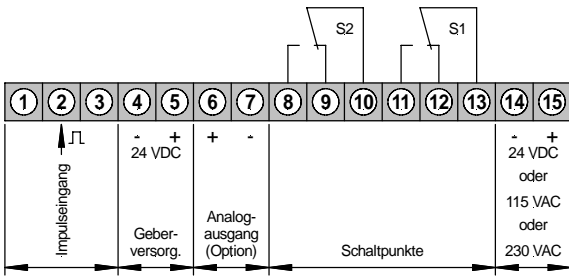 S2 S1
1 2 3 4 5 6 7 8 9 10 11 12 13 14 15
- + + - - +
24 VDC 24 VDC
oder
115 VAC
oder
230 VAC
Impulseingang
Geber-
versorg.
Analog-
ausgang
(Option)
Schaltpunkte